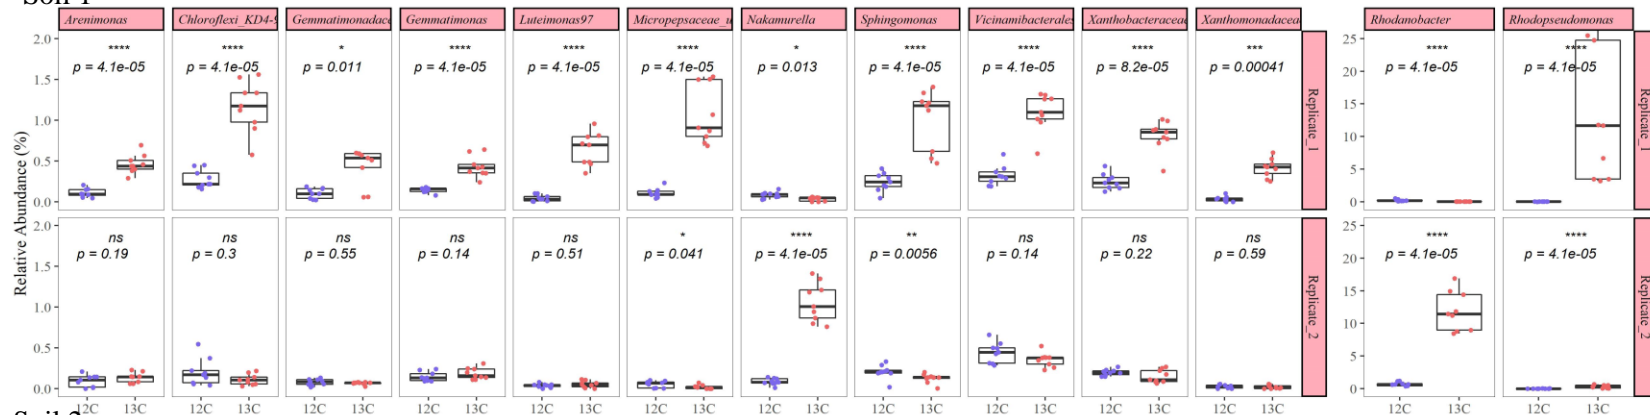 Arenimonas Chloroflexi_KD4-9 Gemmatimonadace Gemmatimonas Luteimonas97 Micropepsaceae_u Nakamurella Sphingomonas Vicinamibacterales Xanthobacteraceae Xanthomonadaceae Rhodanobacter Rhodopseudomonas
**** **** * **** **** **** * **** **** **** *** **** ****
p = 4.1e-05 p = 4.1e-05 p = 0.011 p = 4.1e-05 p = 4.1e-05 p = 4.1e-05 p = 0.013 p = 4.1e-05 p = 4.1e-05 p = 8.2e-05 p = 0.00041 p = 4.1e-05 p = 4.1e-05
2.0
1.5
1.0
0.5
0.0
Replicate_1
25
20
15
10
5
0
Replicate_1
Relative Abundance (%)
ns ns ns ns ns * **** ** ns ns ns **** ****
p = 0.19 p = 0.3 p = 0.55 p = 0.14 p = 0.51 p = 0.041 p = 4.1e-05 p = 0.0056 p = 0.14 p = 0.22 p = 0.59 p = 4.1e-05 p = 4.1e-05
2.0
1.5
1.0
0.5
0.0
Replicate_2
25
20
15
10
5
0
Replicate_2
12C 13C 12C 13C 12C 13C 12C 13C 12C 13C 12C 13C 12C 13C 12C 13C 12C 13C 12C 13C 12C 13C 12C 13C 12C 13C